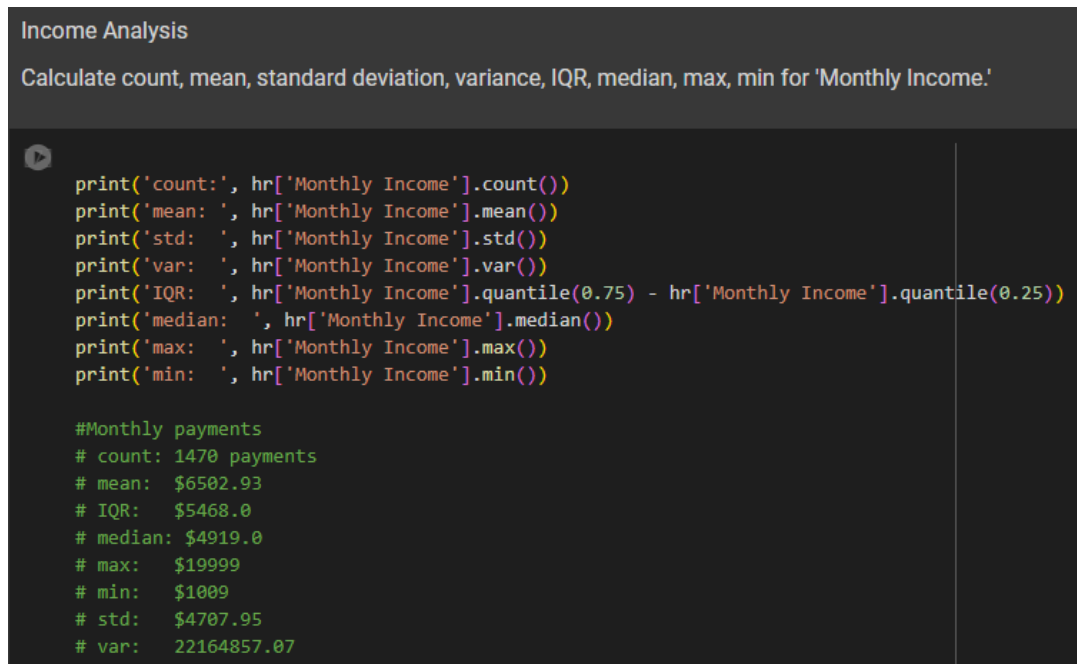 Income Analysis
Calculate count, mean, standard deviation, variance, IQR, median, max, min for 'Monthly Income.'
print('count:', hr['Monthly Income'].count())
print('mean: ', hr['Monthly Income'].mean())
print('std:  ', hr['Monthly Income'].std())
print('var:  ', hr['Monthly Income'].var())
print('IQR:  ', hr['Monthly Income'].quantile(0.75) - hr['Monthly Income'].quantile(0.25))
print('median:  ', hr['Monthly Income'].median())
print('max:  ', hr['Monthly Income'].max())
print('min:  ', hr['Monthly Income'].min())
#Monthly payments
# count: 1470 payments
# mean:  $6502.93
# IQR:   $5468.0
# median: $4919.0
# max:   $19999
# min:   $1009
# std:   $4707.95
# var:   22164857.07